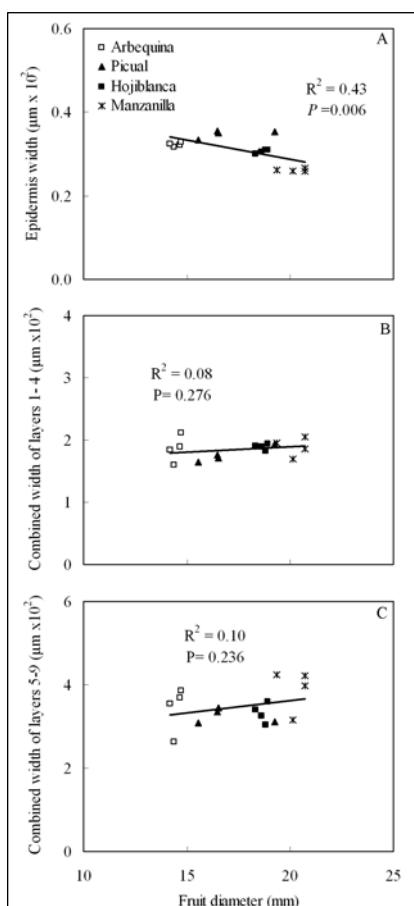 A
□ Arbequina
▲ Picual
■ Hojiblanca
Manzanilla
R² = 0.43
P =0.006
Epidermis width (µm x 10²)
0.6
0.4
0.2
0.0
B
R² = 0.08
P= 0.276
Combined width of layers 1-4 (µm x10²)
4
3
2
1
0
C
R² = 0.10
P= 0.236
Combined width of layers 5-9 (µm x10²)
6
4
2
0
10 15 20 25
Fruit diameter (mm)